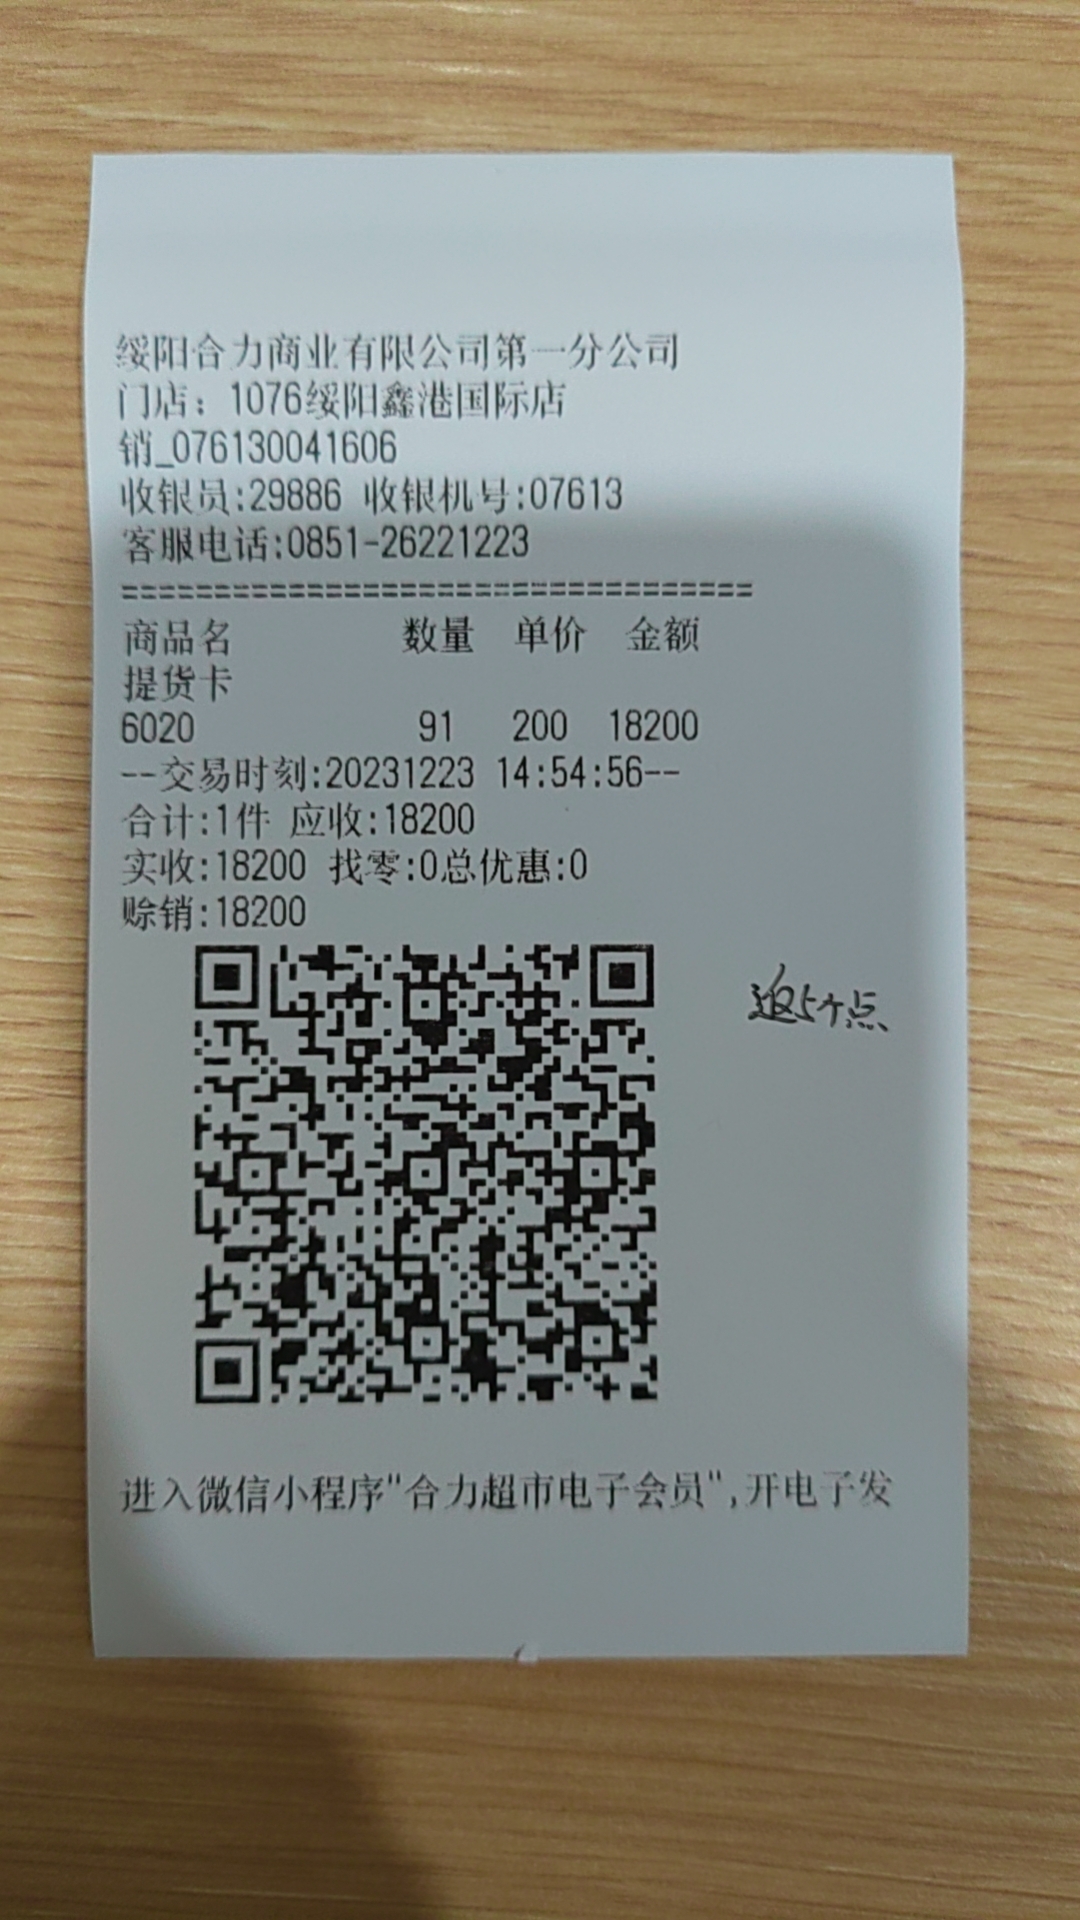 绥阳合力商业有限公司第一分公司
门店：1076绥阳鑫港国际店
销_076130041606
收银员:29886 收银机号:07613
客服电话:0851-26221223
==================================
商品名 数量 单价 金额
提货卡
6020 91 200 18200
--交易时刻:20231223 14:54:56--
合计:1件 应收:18200
实收:18200 找零:0总优惠:0
赊销:18200
返5个点
进入微信小程序"合力超市电子会员",开电子发